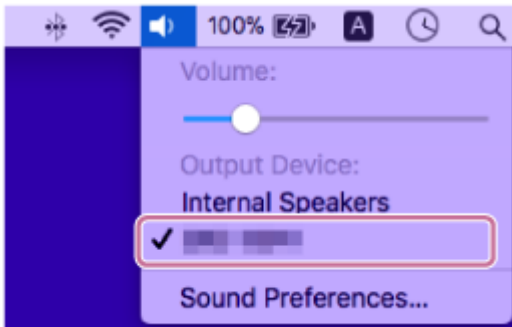 100% A
Volume:
Output Device:
Internal Speakers
Sound Preferences...